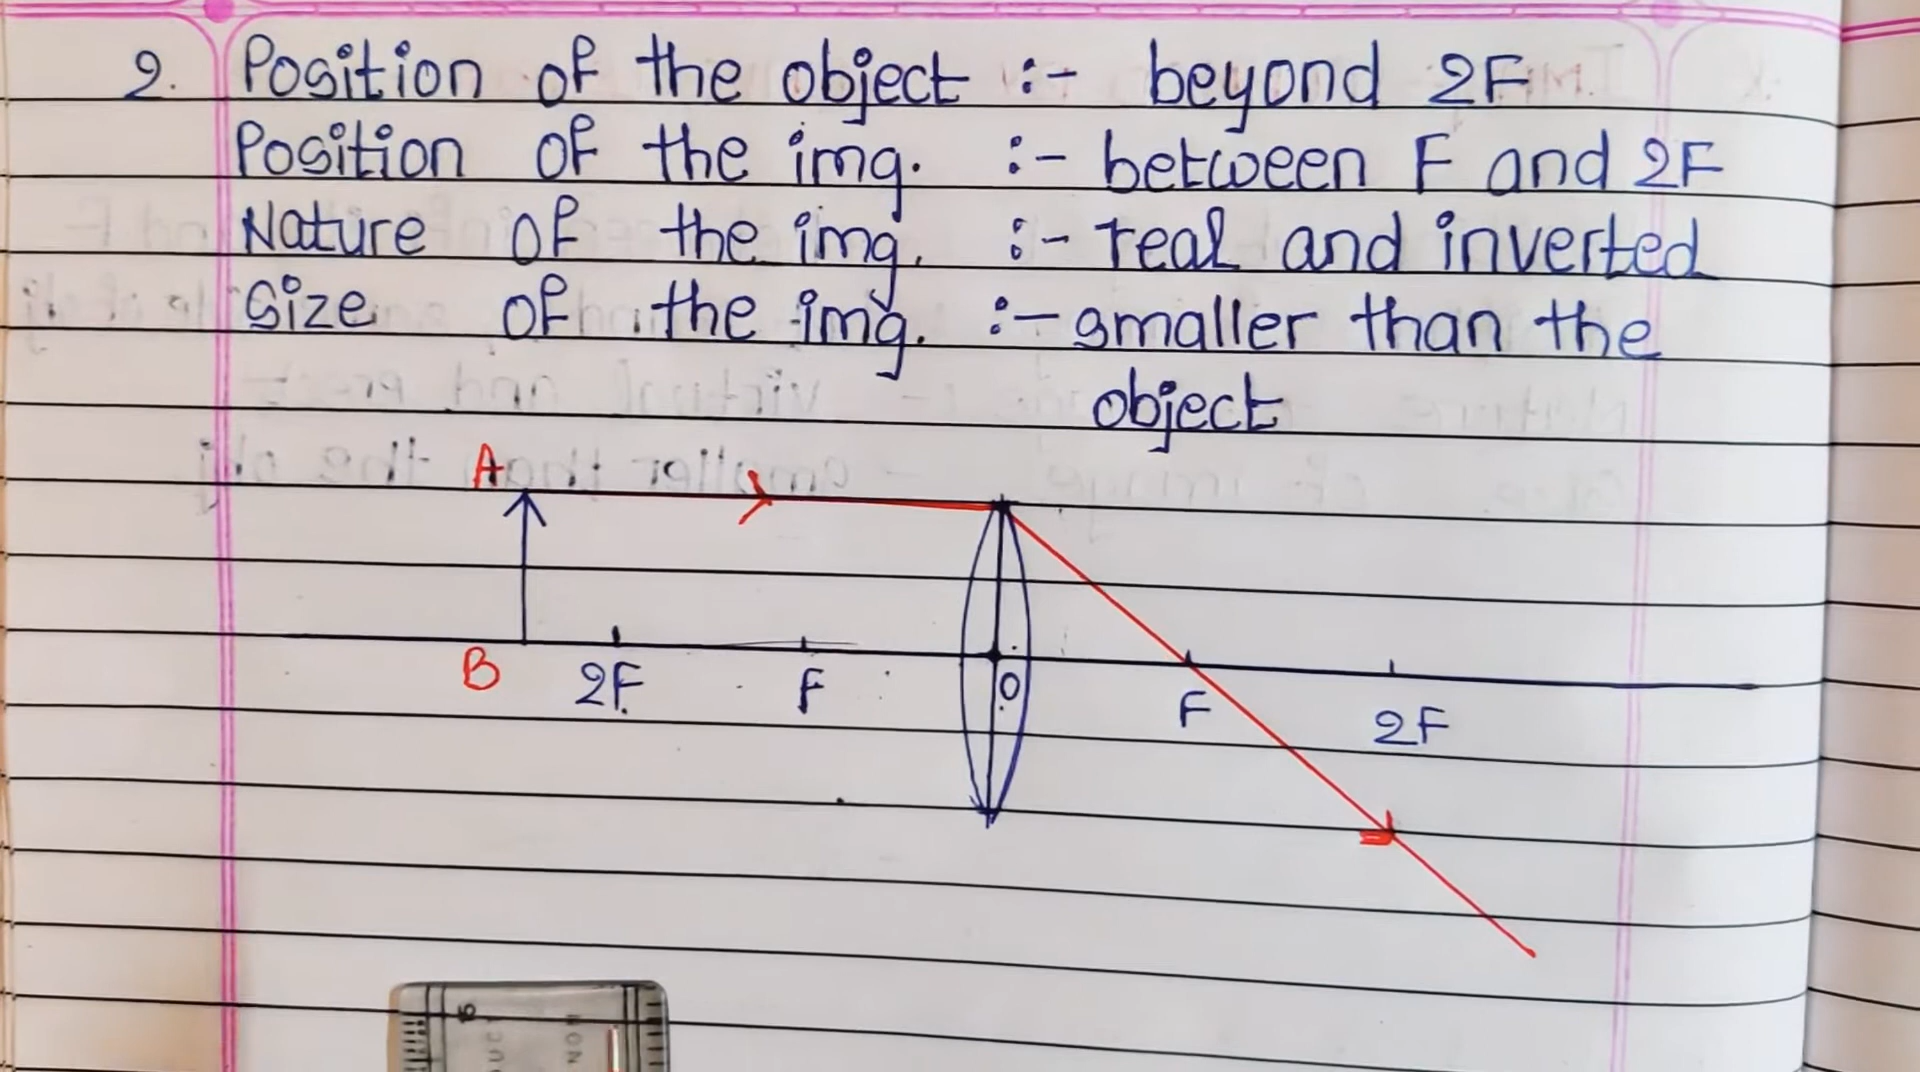 2. Position of the object :- beyond 2F
Position of the img. :- between F and 2F
Nature of the img. :- real and inverted
Size of the img. :- smaller than the
object
A
B 2F F O F 2F